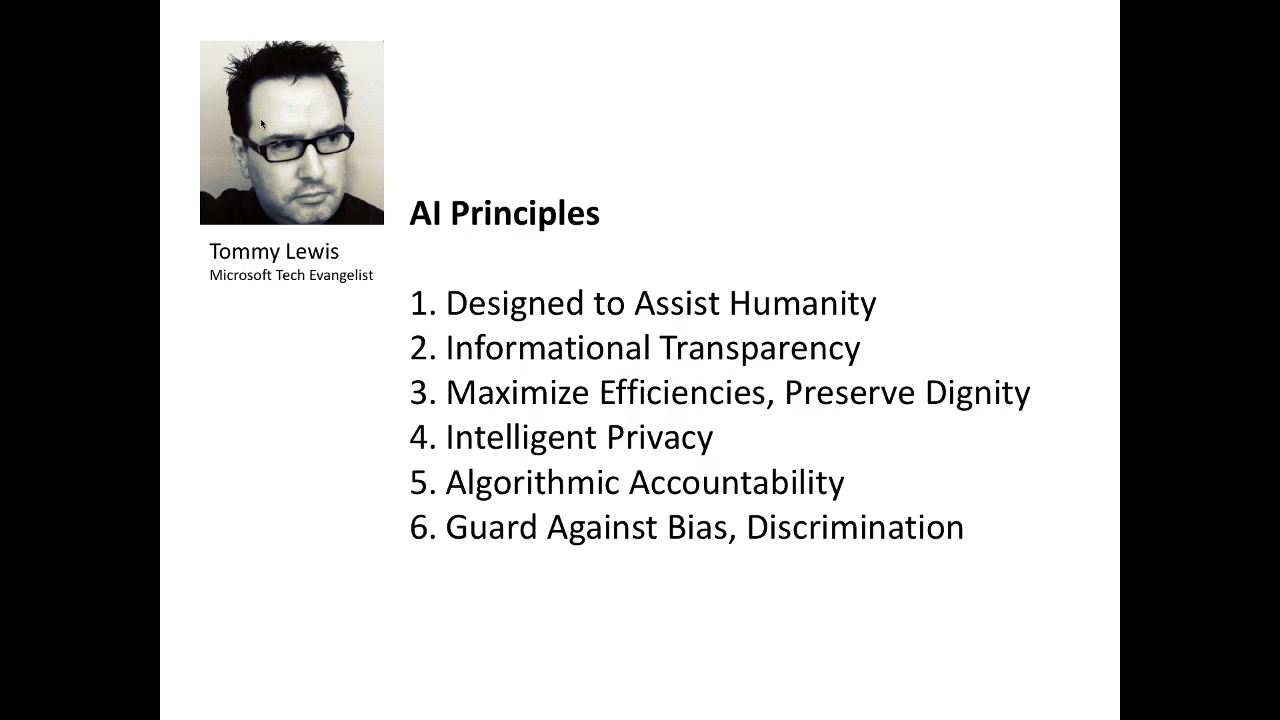 Tommy Lewis
Microsoft Tech Evangelist
AI Principles
1. Designed to Assist Humanity
2. Informational Transparency
3. Maximize Efficiencies, Preserve Dignity
4. Intelligent Privacy
5. Algorithmic Accountability
6. Guard Against Bias, Discrimination